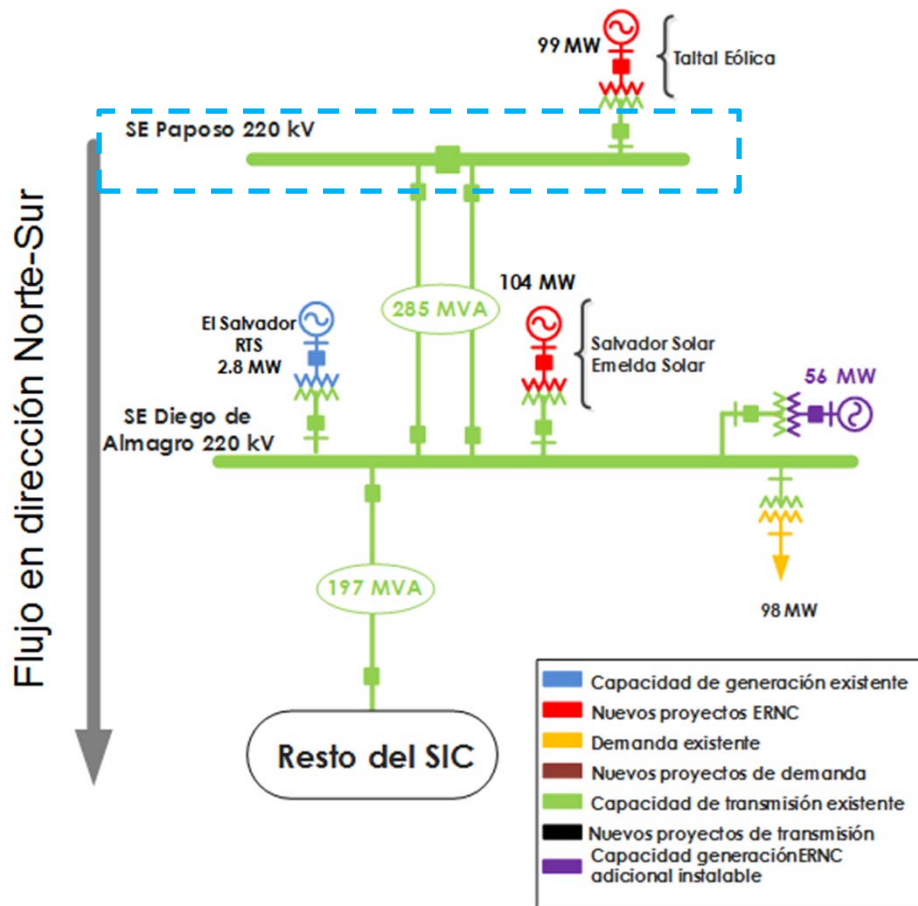 99 MW
Taltal Eólica
SE Paposo 220 kV
Flujo en dirección Norte-Sur
285 MVA
104 MW
El Salvador
RTS
2.8 MW
Salvador Solar
Emelda Solar
56 MW
SE Diego de
Almagro 220 kV
197 MVA
98 MW
Resto del SIC
Capacidad de generación existente
Nuevos proyectos ERNC
Demanda existente
Nuevos proyectos de demanda
Capacidad de transmisión existente
Nuevos proyectos de transmisión
Capacidad generaciónERNC
adicional instalable